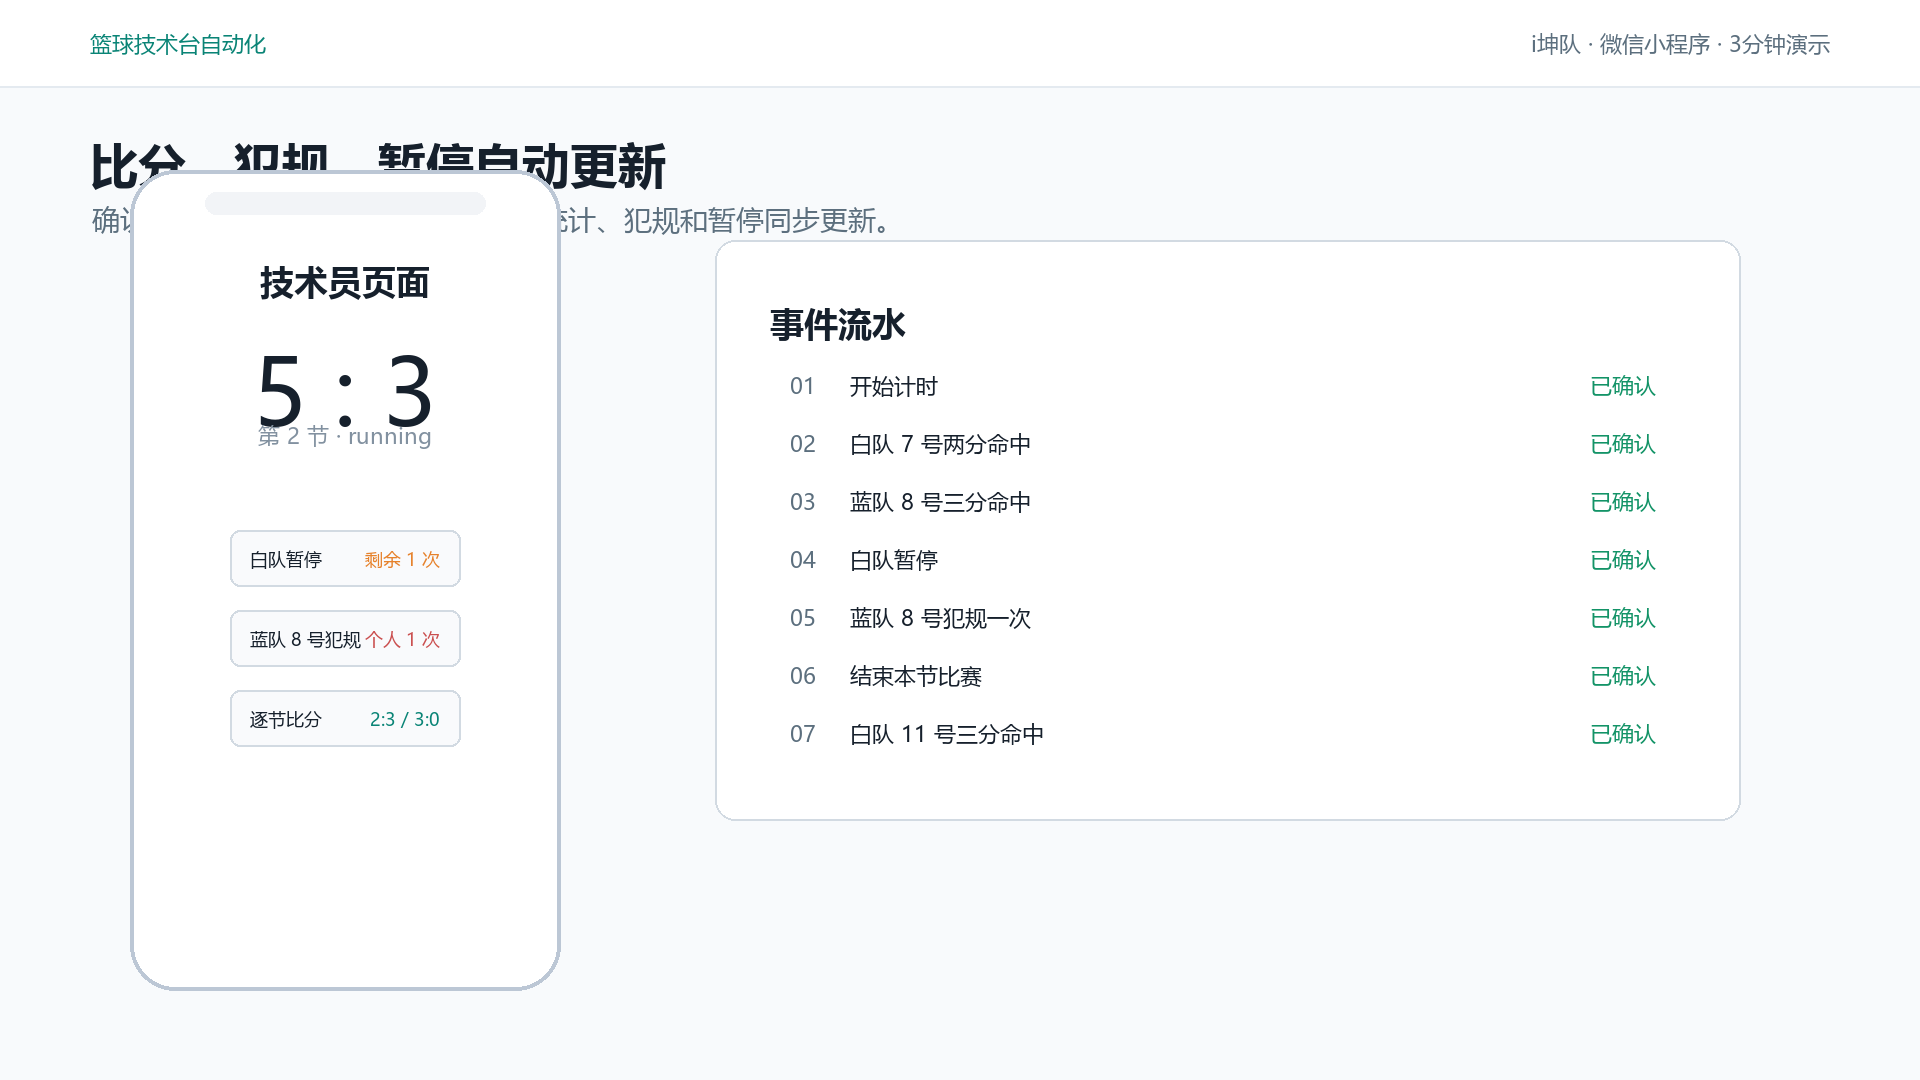 篮球技术台自动化
i坤队 · 微信小程序 · 3分钟演示
比分、犯规、暂停自动更新
统计、犯规和暂停同步更新。
技术员页面
5 : 3
第 2 节 · running
白队暂停 剩余 1 次
蓝队 8 号犯规 个人 1 次
逐节比分 2:3 / 3:0
事件流水
01 开始计时 已确认
02 白队 7 号两分命中 已确认
03 蓝队 8 号三分命中 已确认
04 白队暂停 已确认
05 蓝队 8 号犯规一次 已确认
06 结束本节比赛 已确认
07 白队 11 号三分命中 已确认